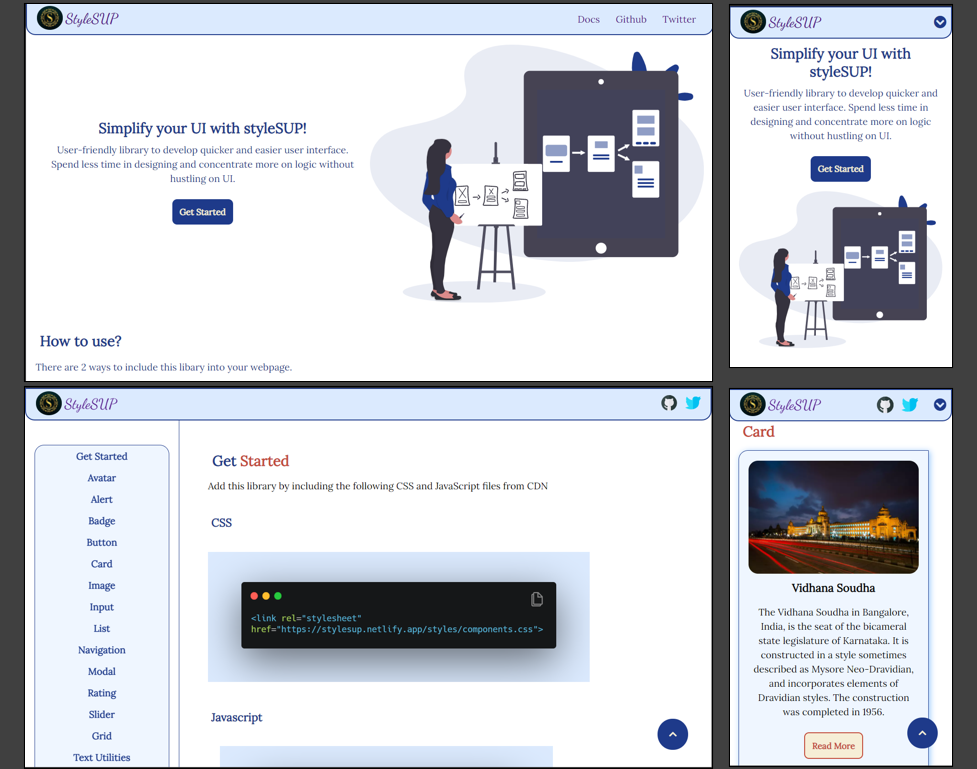 StyleSUP
Docs Github Twitter
Simplify your UI with styleSUP!
User-friendly library to develop quicker and easier user interface.
Spend less time in designing and concentrate more on logic without
hustling on UI.
Get Started
How to use?
There are 2 ways to include this libary into your webpage.
StyleSUP
Simplify your UI with
styleSUP!
User-friendly library to develop quicker and
easier user interface. Spend less time in
designing and concentrate more on logic
without hustling on UI.
Get Started
StyleSUP
Get Started
Avatar
Alert
Badge
Button
Card
Image
Input
List
Navigation
Modal
Rating
Slider
Grid
Text Utilities
Get Started
Add this library by including the following CSS and JavaScript files from CDN
CSS
<link rel="stylesheet"
href="https://stylesup.netlify.app/styles/components.css">
Javascript
StyleSUP
Card
Vidhana Soudha
The Vidhana Soudha in Bangalore,
India, is the seat of the bicameral
state legislature of Karnataka. It is
constructed in a style sometimes
described as Mysore Neo-Dravidian,
and incorporates elements of
Dravidian styles. The construction
was completed in 1956.
Read More